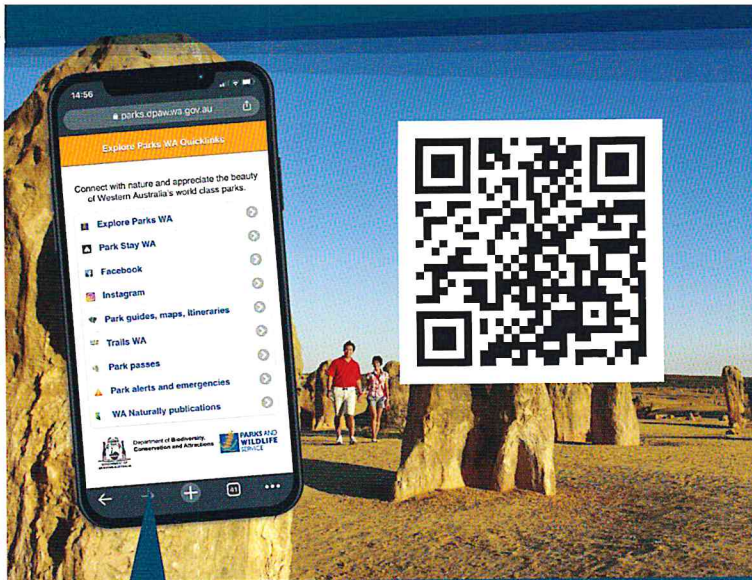 14:56
parks.dpaw.wa.gov.au
Explore Parks WA Quicklinks
Connect with nature and appreciate the beauty
of Western Australia's world class parks.
Explore Parks WA
Park Stay WA
Facebook
Instagram
Park guides, maps, itineraries
Trails WA
Park passes
Park alerts and emergencies
WA Naturally publications
Department of Biodiversity,
Conservation and Attractions
PARKS AND
WILDLIFE
SERVICE
41